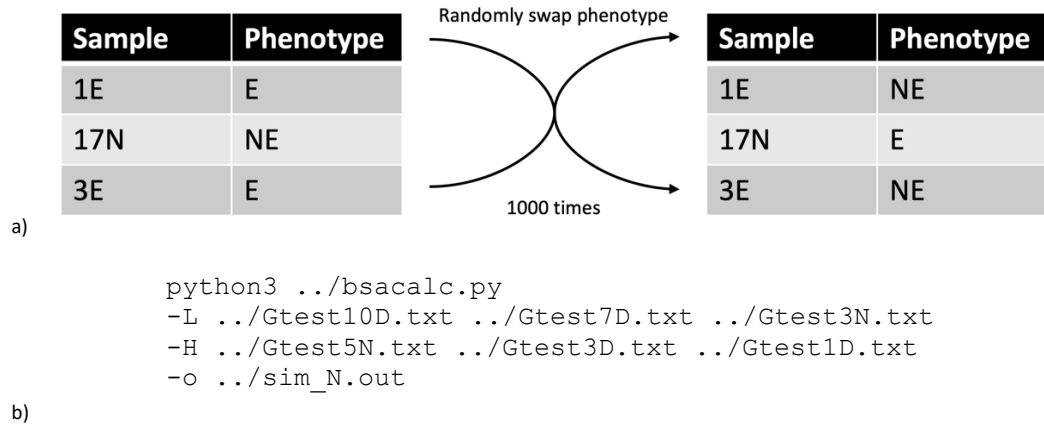 Randomly swap phenotype
Sample Phenotype
1E E
17N NE
3E E
1000 times
Sample Phenotype
1E NE
17N E
3E NE
a)
python3 ../bsacalc.py
-L ../Gtest10D.txt ../Gtest7D.txt ../Gtest3N.txt
-H ../Gtest5N.txt ../Gtest3D.txt ../Gtest1D.txt
-o ../sim_N.out
b)